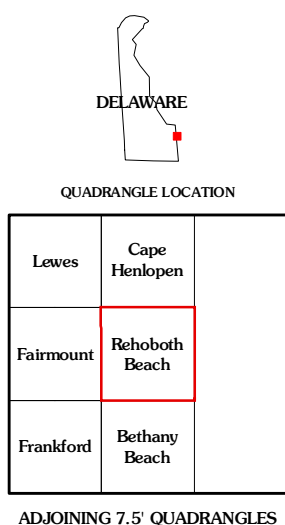 DELAWARE
QUADRANGLE LOCATION
Lewes
Cape
Henlopen
Fairmount
Rehoboth
Beach
Frankford
Bethany
Beach
ADJOINING 7.5' QUADRANGLES